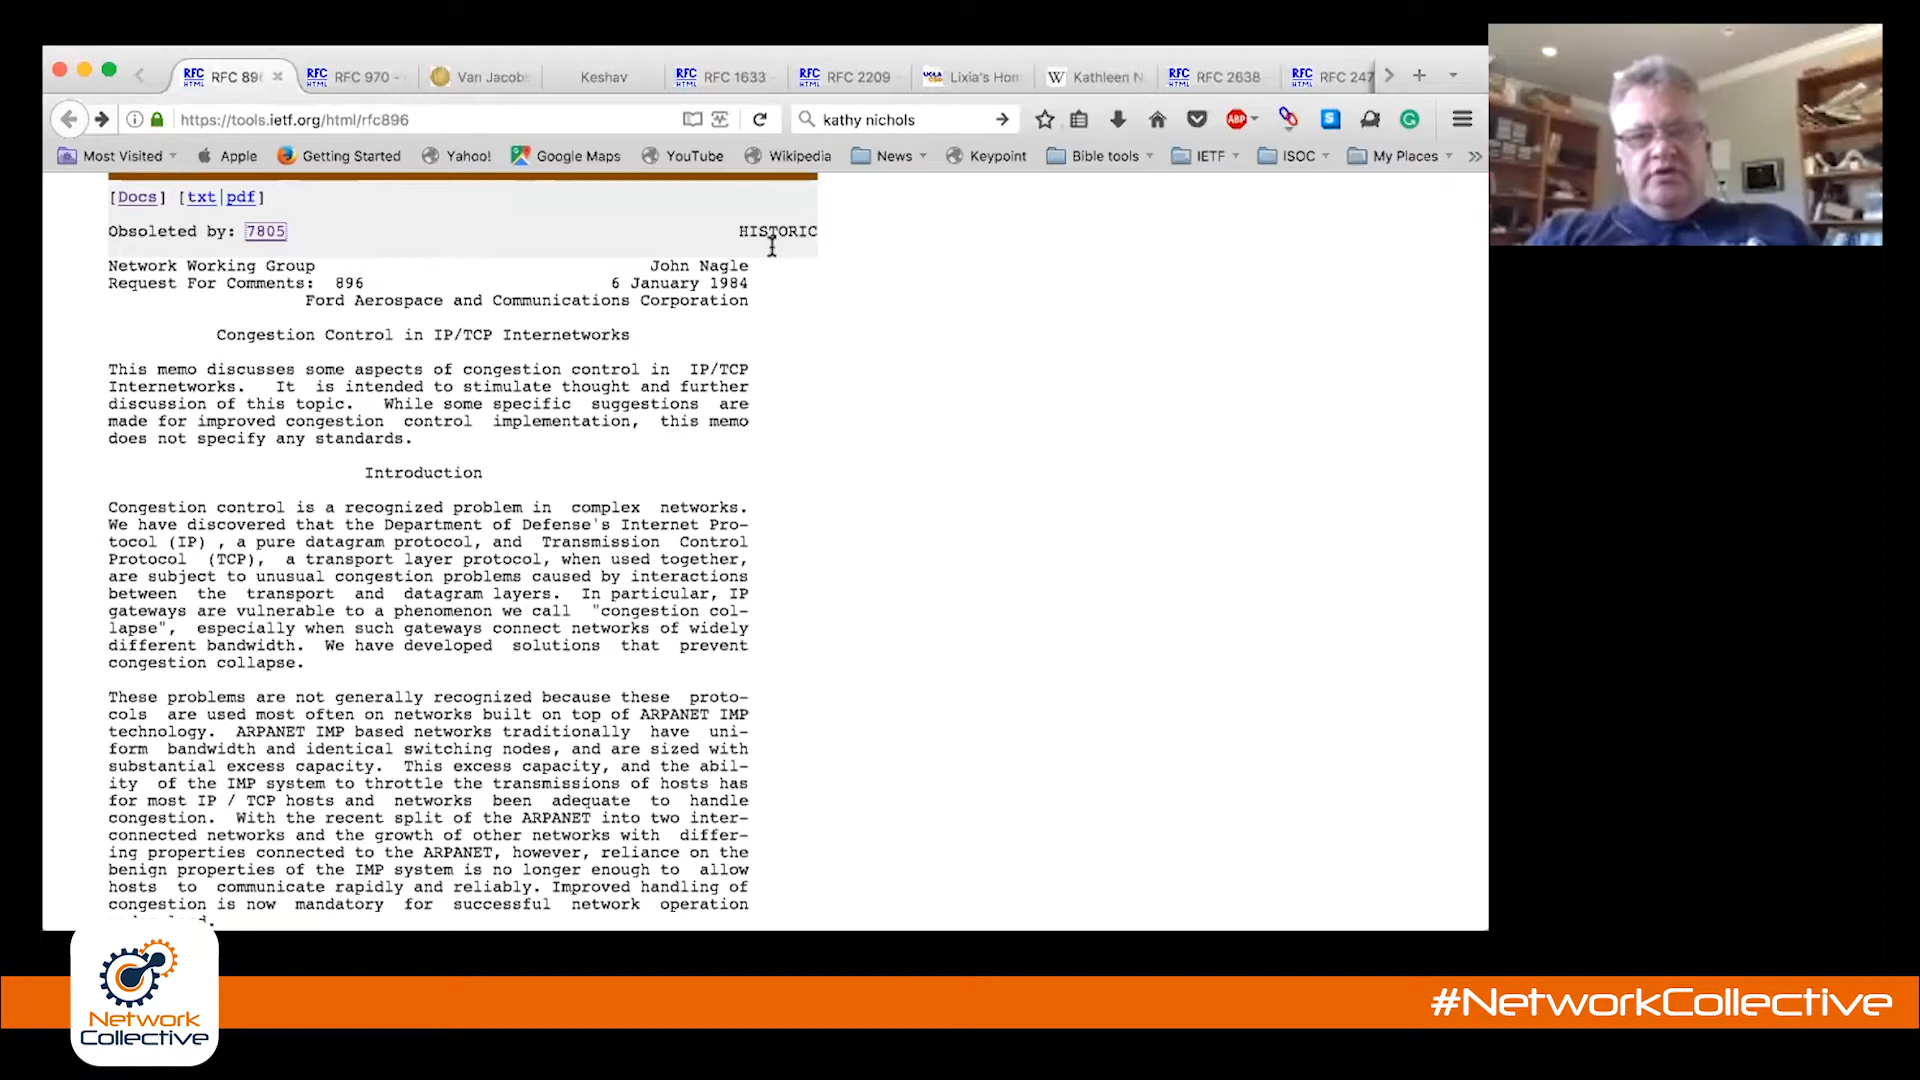 RFC 89
RFC 970 -
Van Jacobs
Keshav
RFC 1633
RFC 2209
Lixia's Hom
Kathleen N
RFC 2638
RFC 247
https://tools.ietf.org/html/rfc896
kathy nichols
ABP
Most Visited
Apple
Getting Started
Yahoo!
Google Maps
YouTube
Wikipedia
News
Keypoint
Bible tools
IETF
ISOC
My Places
[Docs] [txt|pdf]
Obsoleted by: 7805 HISTORIC
Network Working Group John Nagle
Request For Comments: 896 6 January 1984
Ford Aerospace and Communications Corporation
Congestion Control in IP/TCP Internetworks
This memo discusses some aspects of congestion control in IP/TCP
Internetworks. It is intended to stimulate thought and further
discussion of this topic. While some specific suggestions are
made for improved congestion control implementation, this memo
does not specify any standards.
Introduction
Congestion control is a recognized problem in complex networks.
We have discovered that the Department of Defense's Internet Pro-
tocol (IP) , a pure datagram protocol, and Transmission Control
Protocol (TCP), a transport layer protocol, when used together,
are subject to unusual congestion problems caused by interactions
between the transport and datagram layers. In particular, IP
gateways are vulnerable to a phenomenon we call "congestion col-
lapse", especially when such gateways connect networks of widely
different bandwidth. We have developed solutions that prevent
congestion collapse.
These problems are not generally recognized because these proto-
cols are used most often on networks built on top of ARPANET IMP
technology. ARPANET IMP based networks traditionally have uni-
form bandwidth and identical switching nodes, and are sized with
substantial excess capacity. This excess capacity, and the abil-
ity of the IMP system to throttle the transmissions of hosts has
for most IP / TCP hosts and networks been adequate to handle
congestion. With the recent split of the ARPANET into two inter-
connected networks and the growth of other networks with differ-
ing properties connected to the ARPANET, however, reliance on the
benign properties of the IMP system is no longer enough to allow
hosts to communicate rapidly and reliably. Improved handling of
congestion is now mandatory for successful network operation
Network
Collective
#NetworkCollective